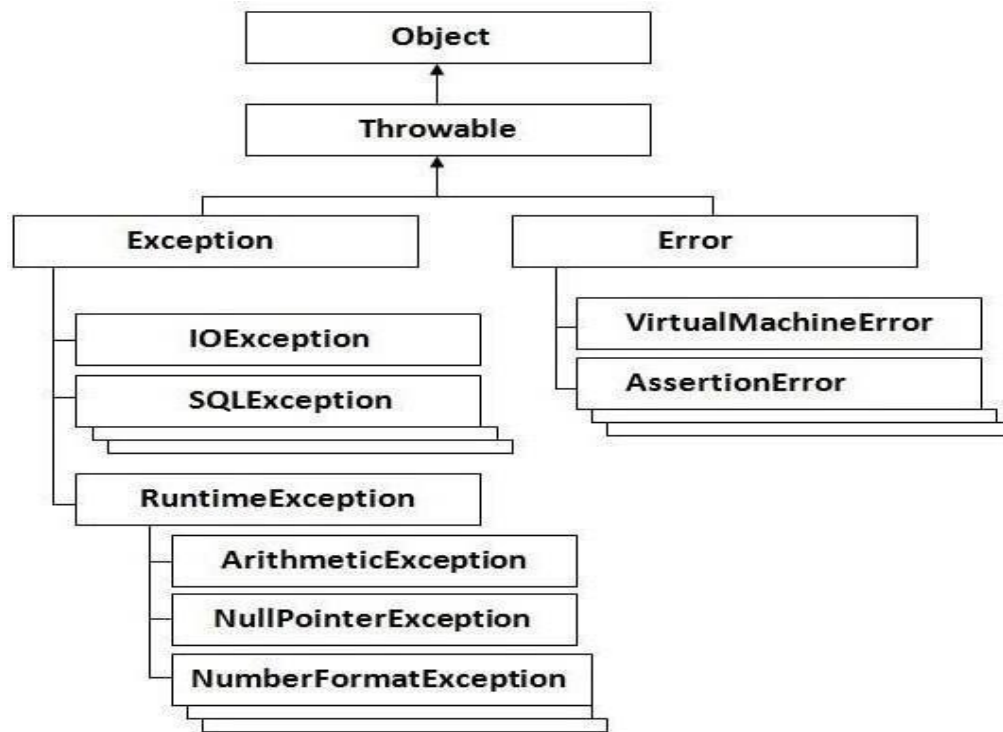 Object
Throwable
Exception
Error
IOException
SQLException
RuntimeException
ArithmeticException
NullPointerException
NumberFormatException
VirtualMachineError
AssertionError